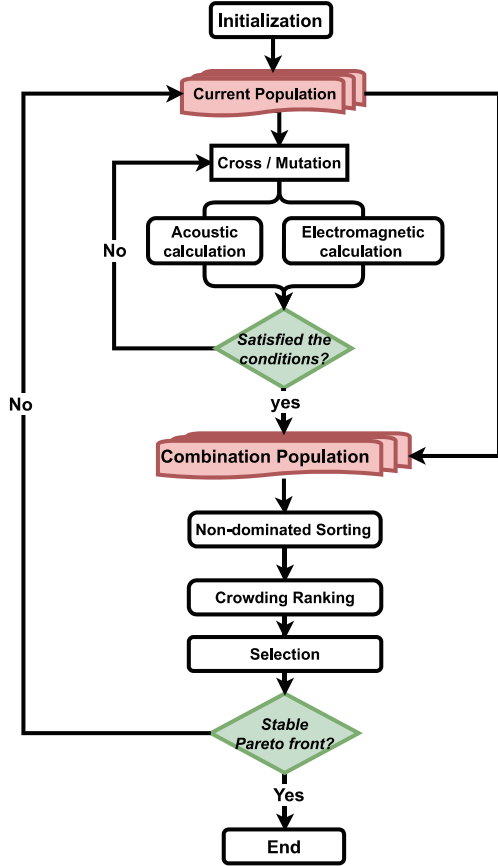 Initialization
Current Population
Cross / Mutation
Acoustic
calculation
Electromagnetic
calculation
No
Satisfied the
conditions?
yes
No
Combination Population
Non-dominated Sorting
Crowding Ranking
Selection
Stable
Pareto front?
Yes
End